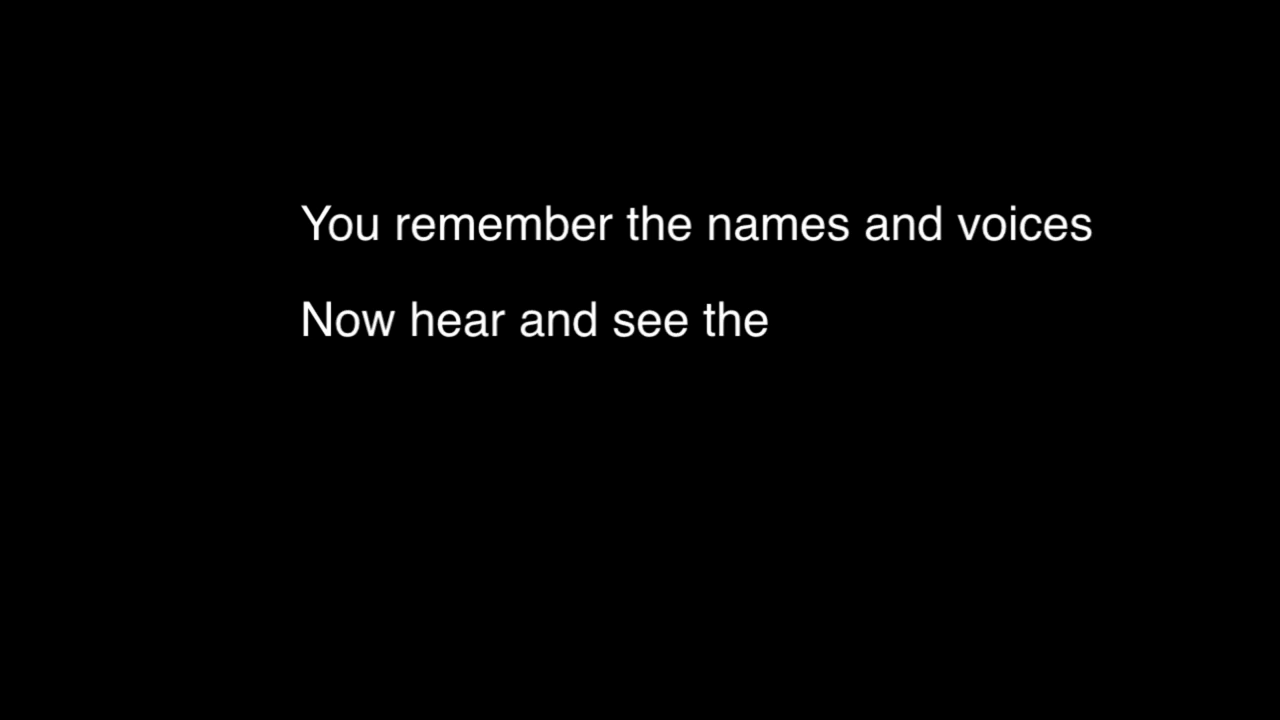 You remember the names and voices
Now hear and see the